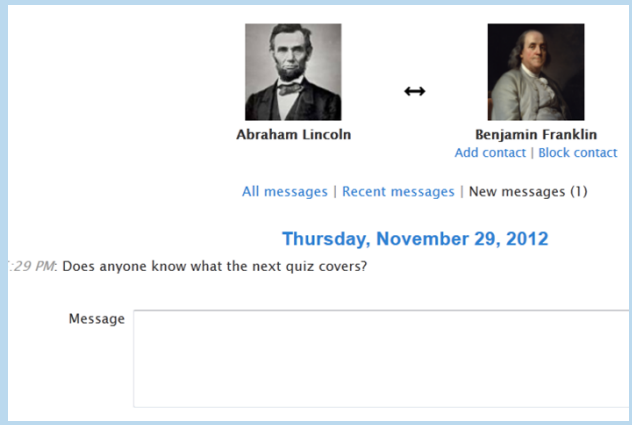 Abraham Lincoln
Benjamin Franklin
Add contact | Block contact
All messages | Recent messages | New messages (1)
Thursday, November 29, 2012
:29 PM: Does anyone know what the next quiz covers?
Message